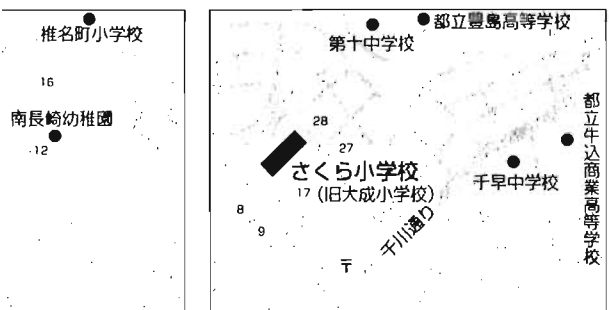 椎名町小学校
16
南長崎幼稚園
12
都立豊島高等学校
第十中学校
28
27
さくら小学校
17 (旧大成小学校)
千早中学校
都立牛込商業高等学校
8
9
千川通り
〒